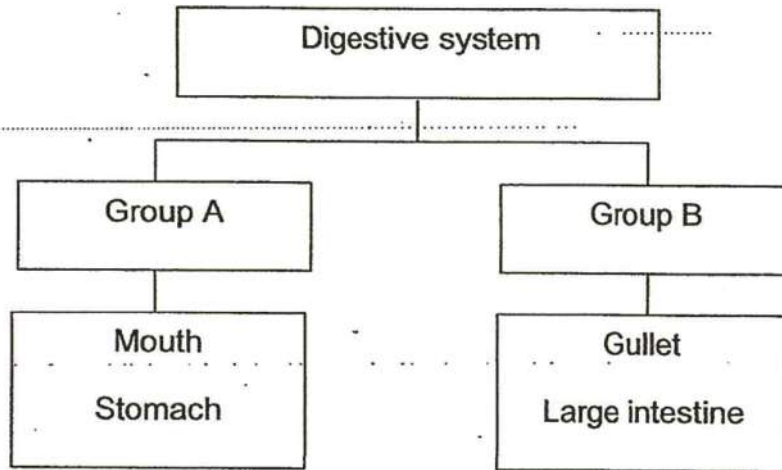 Digestive system
Group A
Group B
Mouth
Stomach
Gullet
Large intestine